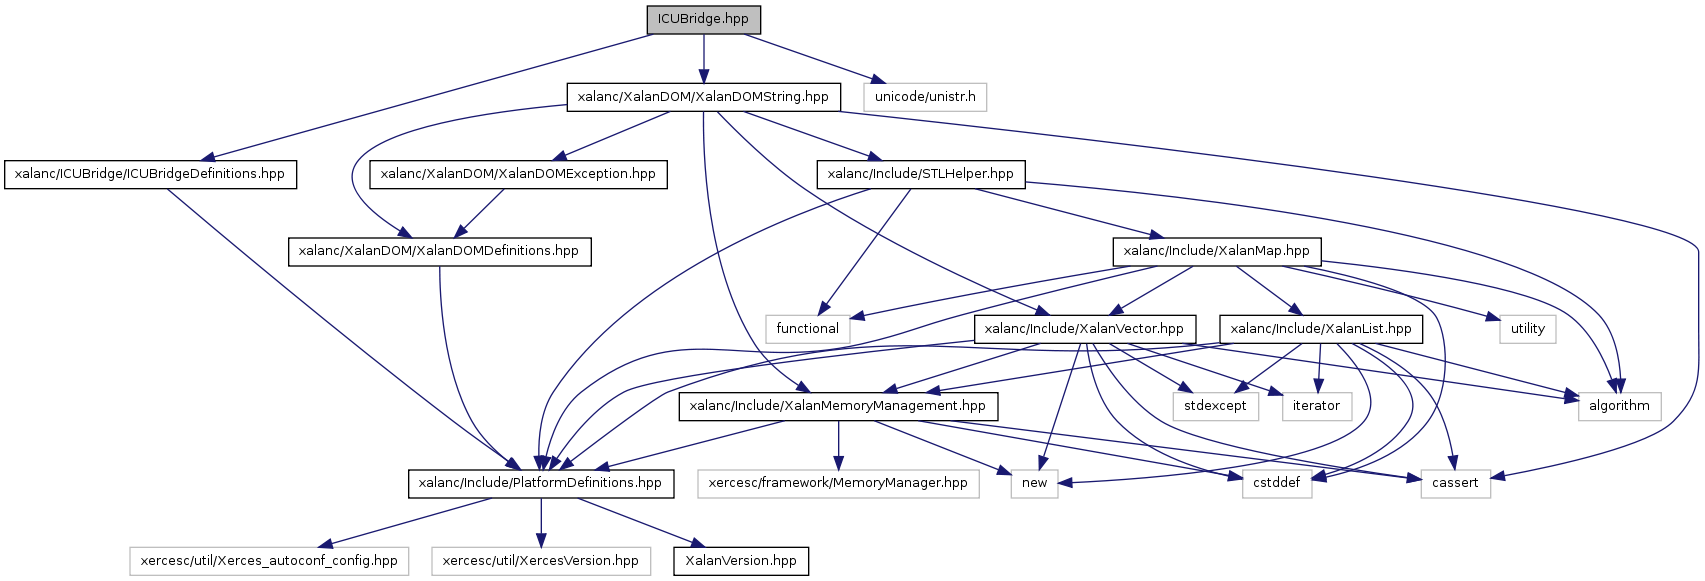 ICUBridge.hpp
xalanc/XalanDOM/XalanDOMString.hpp
unicode/unistr.h
xalanc/ICUBridge/ICUBridgeDefinitions.hpp
xalanc/XalanDOM/XalanDOMException.hpp
xalanc/Include/STLHelper.hpp
xalanc/XalanDOM/XalanDOMDefinitions.hpp
xalanc/Include/XalanMap.hpp
functional
xalanc/Include/XalanVector.hpp
xalanc/Include/XalanList.hpp
utility
xalanc/Include/XalanMemoryManagement.hpp
stdexcept
iterator
algorithm
xalanc/Include/PlatformDefinitions.hpp
xercesc/framework/MemoryManager.hpp
new
cstddef
cassert
xercesc/util/Xerces_autoconf_config.hpp
xercesc/util/XercesVersion.hpp
XalanVersion.hpp